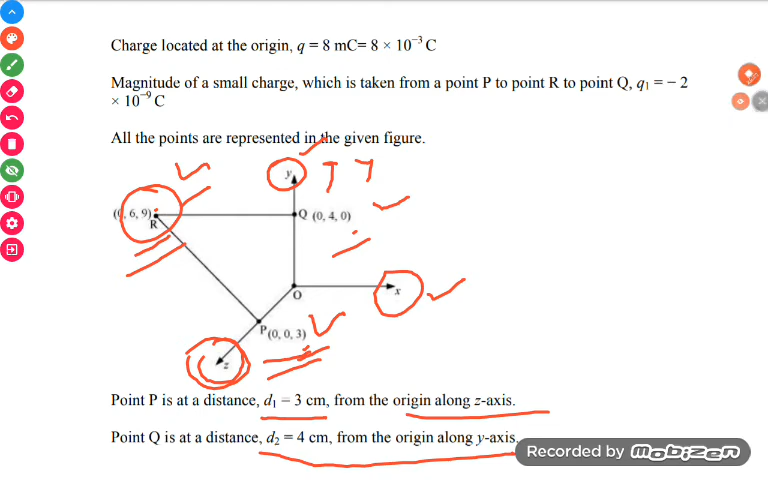 Charge located at the origin, q = 8 mC= 8 × 10⁻³ C
Magnitude of a small charge, which is taken from a point P to point R to point Q, q₁ = − 2
× 10⁻⁹ C
All the points are represented in the given figure.
y
(0, 6, 9)
R
Q (0, 4, 0)
O
x
P(0, 0, 3)
z
Point P is at a distance, d₁ = 3 cm, from the origin along z-axis.
Point Q is at a distance, d₂ = 4 cm, from the origin along y-axis.
Recorded by mobizen